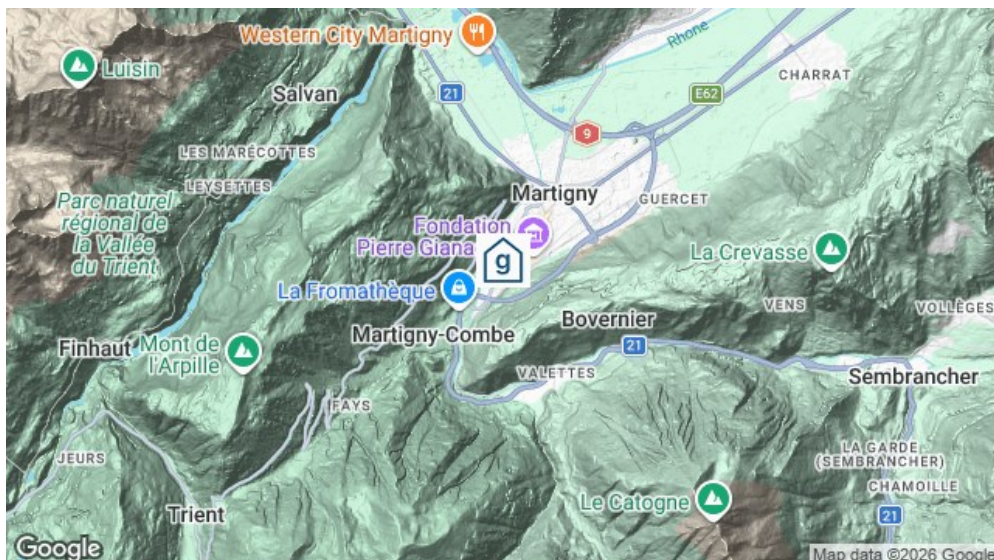 Western City Martigny
Luisin
Rhone
CHARRAT
Salvan
21
E62
9
LES MARÉCOTTES
LEYSETTES
Martigny
GUERCET
Parc naturel
régional de
la Vallée
du Trient
Fondation
Pierre Giana
g
La Crevasse
La Fromathèque
VENS
VOLLÈGES
Bovernier
Martigny-Combe
Finhaut
Mont de
l'Arpille
21
VALETTES
Sembrancher
FAYS
JEURS
LA GARDE
(SEMBRANCHER)
CHAMOILLE
Le Catogne
Trient
21
Google
Map data ©2026 Google